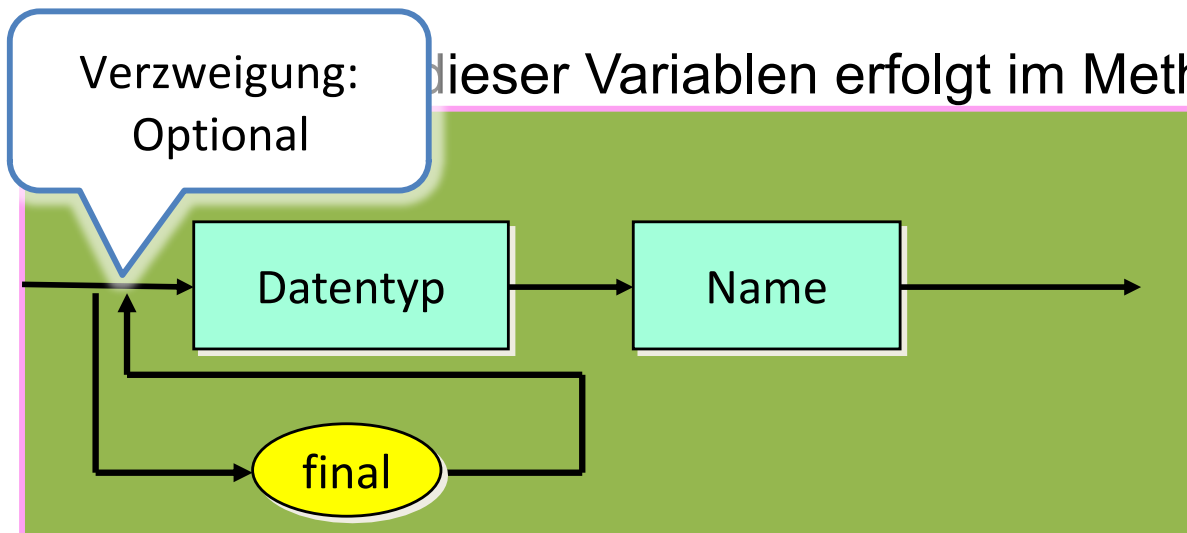 Verzweigung:
Optional
dieser Variablen erfolgt im Meth
Datentyp
Name
final